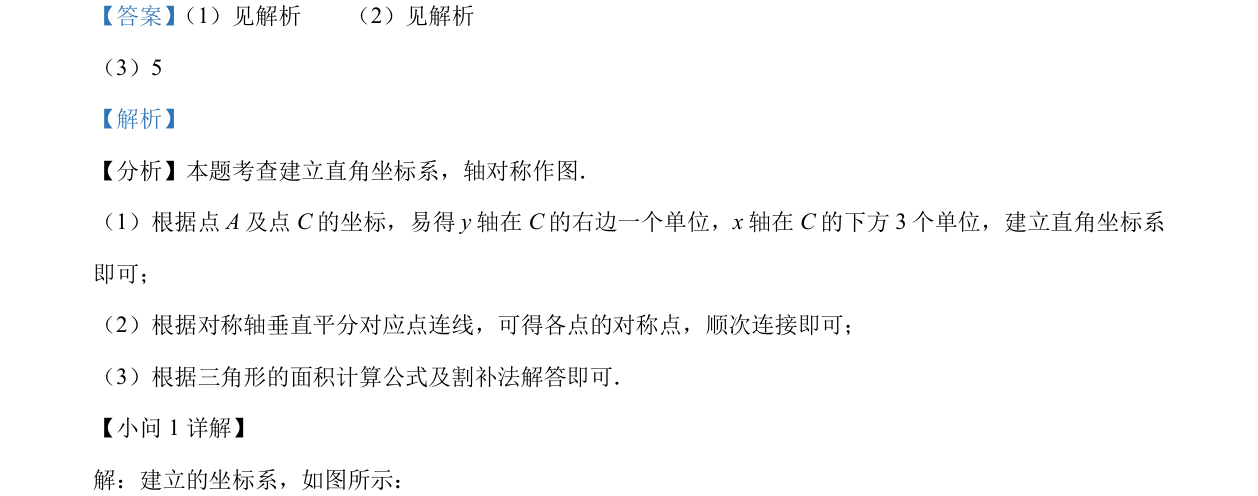 【答案】（1）见解析　　（2）见解析
（3）5
【解析】
【分析】本题考查建立直角坐标系，轴对称作图．
（1）根据点 A 及点 C 的坐标，易得 y 轴在 C 的右边一个单位，x 轴在 C 的下方 3 个单位，建立直角坐标系
即可；
（2）根据对称轴垂直平分对应点连线，可得各点的对称点，顺次连接即可；
（3）根据三角形的面积计算公式及割补法解答即可．
【小问 1 详解】
解：建立的坐标系，如图所示：